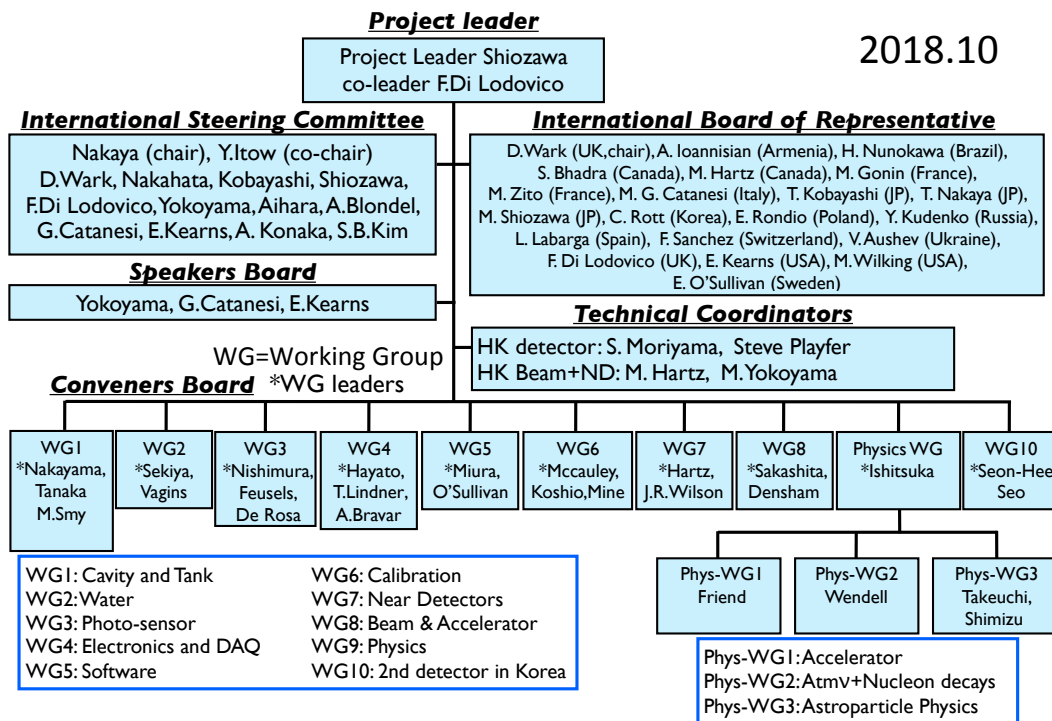 Project leader
2018.10
Project Leader Shiozawa
co-leader F.Di Lodovico
International Steering Committee
Nakaya (chair), Y.Itow (co-chair)
D.Wark, Nakahata, Kobayashi, Shiozawa,
F.Di Lodovico, Yokoyama, Aihara, A.Blondel,
G.Catanesi, E.Kearns, A. Konaka, S.B.Kim
International Board of Representative
D.Wark (UK,chair), A. Ioannisian (Armenia), H. Nunokawa (Brazil),
S. Bhadra (Canada), M. Hartz (Canada), M. Gonin (France),
M. Zito (France), M. G. Catanesi (Italy), T. Kobayashi (JP), T. Nakaya (JP),
M. Shiozawa (JP), C. Rott (Korea), E. Rondio (Poland), Y. Kudenko (Russia),
L. Labarga (Spain), F. Sanchez (Switzerland), V. Aushev (Ukraine),
F. Di Lodovico (UK), E. Kearns (USA), M. Wilking (USA),
E. O'Sullivan (Sweden)
Speakers Board
Yokoyama, G.Catanesi, E.Kearns
Technical Coordinators
HK detector: S. Moriyama, Steve Playfer
HK Beam+ND: M. Hartz, M.Yokoyama
WG=Working Group
Conveners Board *WG leaders
WG1
*Nakayama,
Tanaka
M.Smy
WG2
*Sekiya,
Vagins
WG3
*Nishimura,
Feusels,
De Rosa
WG4
*Hayato,
T.Lindner,
A.Bravar
WG5
*Miura,
O'Sullivan
WG6
*Mccauley,
Koshio,Mine
WG7
*Hartz,
J.R.Wilson
WG8
*Sakashita,
Densham
Physics WG
*Ishitsuka
WG10
*Seon-Hee
Seo
Phys-WG1
Friend
Phys-WG2
Wendell
Phys-WG3
Takeuchi,
Shimizu
WG1: Cavity and Tank
WG2: Water
WG3: Photo-sensor
WG4: Electronics and DAQ
WG5: Software
WG6: Calibration
WG7: Near Detectors
WG8: Beam & Accelerator
WG9: Physics
WG10: 2nd detector in Korea
Phys-WG1: Accelerator
Phys-WG2: Atmν+Nucleon decays
Phys-WG3: Astroparticle Physics